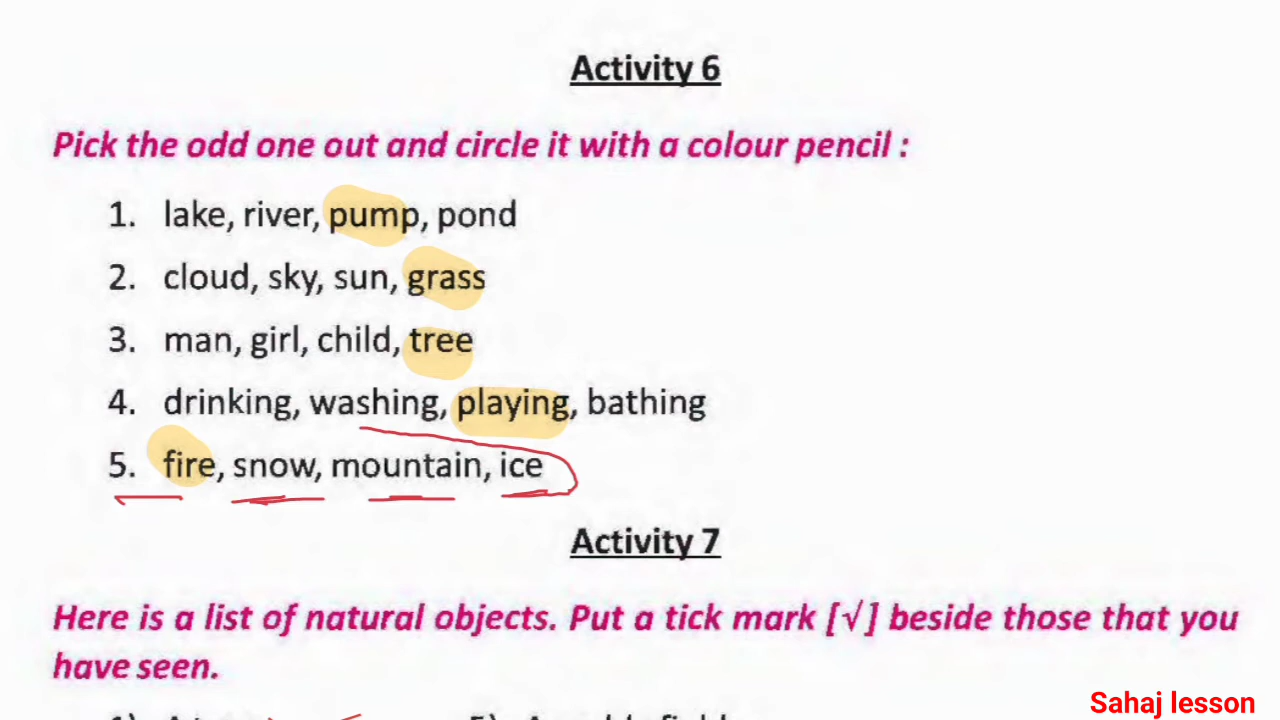 Activity 6
Pick the odd one out and circle it with a colour pencil :
1. lake, river, pump, pond
2. cloud, sky, sun, grass
3. man, girl, child, tree
4. drinking, washing, playing, bathing
5. fire, snow, mountain, ice
Activity 7
Here is a list of natural objects. Put a tick mark [√] beside those that you
have seen.
Sahaj lesson